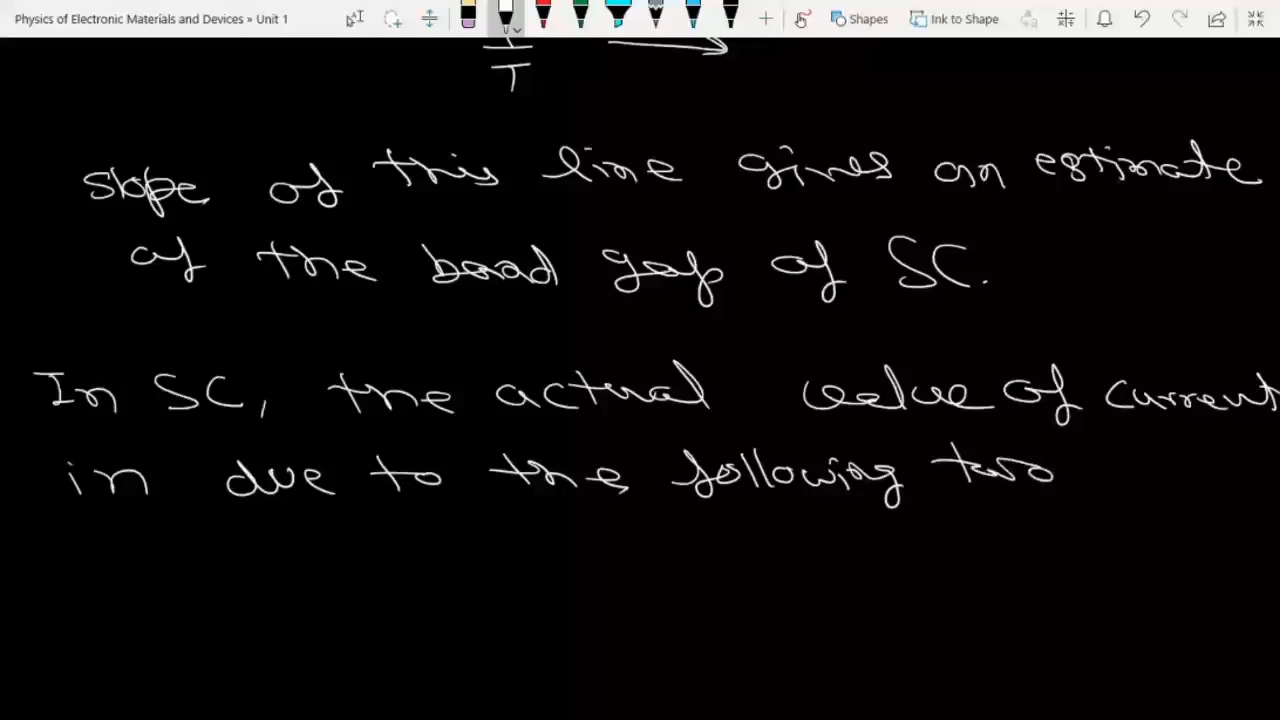 Physics of Electronic Materials and Devices » Unit 1
Shapes
Ink to Shape
1
T
slope of this line gives an estimate
of the band gap of SC.
In SC, the actual value of current
in due to the following two